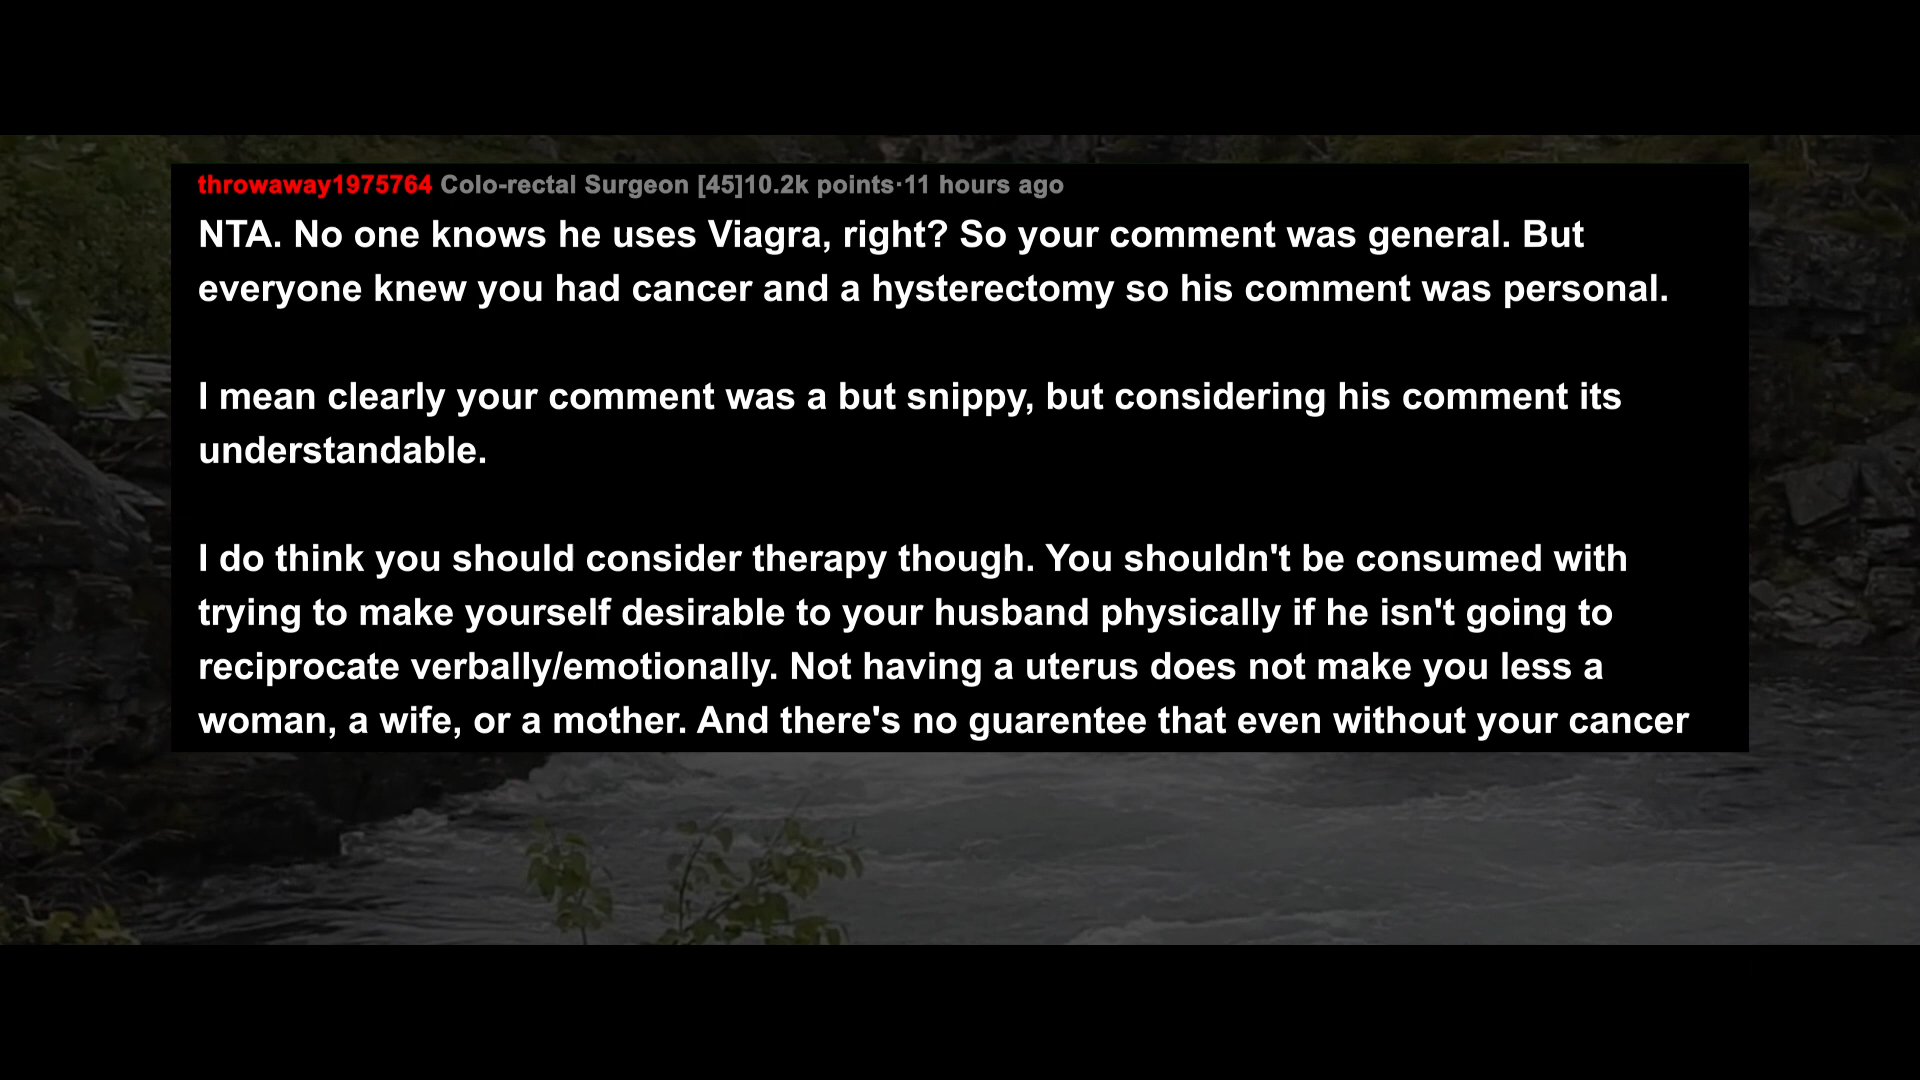 throwaway1975764 Colo-rectal Surgeon [45]10.2k points·11 hours ago
NTA. No one knows he uses Viagra, right? So your comment was general. But
everyone knew you had cancer and a hysterectomy so his comment was personal.
I mean clearly your comment was a but snippy, but considering his comment its
understandable.
I do think you should consider therapy though. You shouldn't be consumed with
trying to make yourself desirable to your husband physically if he isn't going to
reciprocate verbally/emotionally. Not having a uterus does not make you less a
woman, a wife, or a mother. And there's no guarentee that even without your cancer